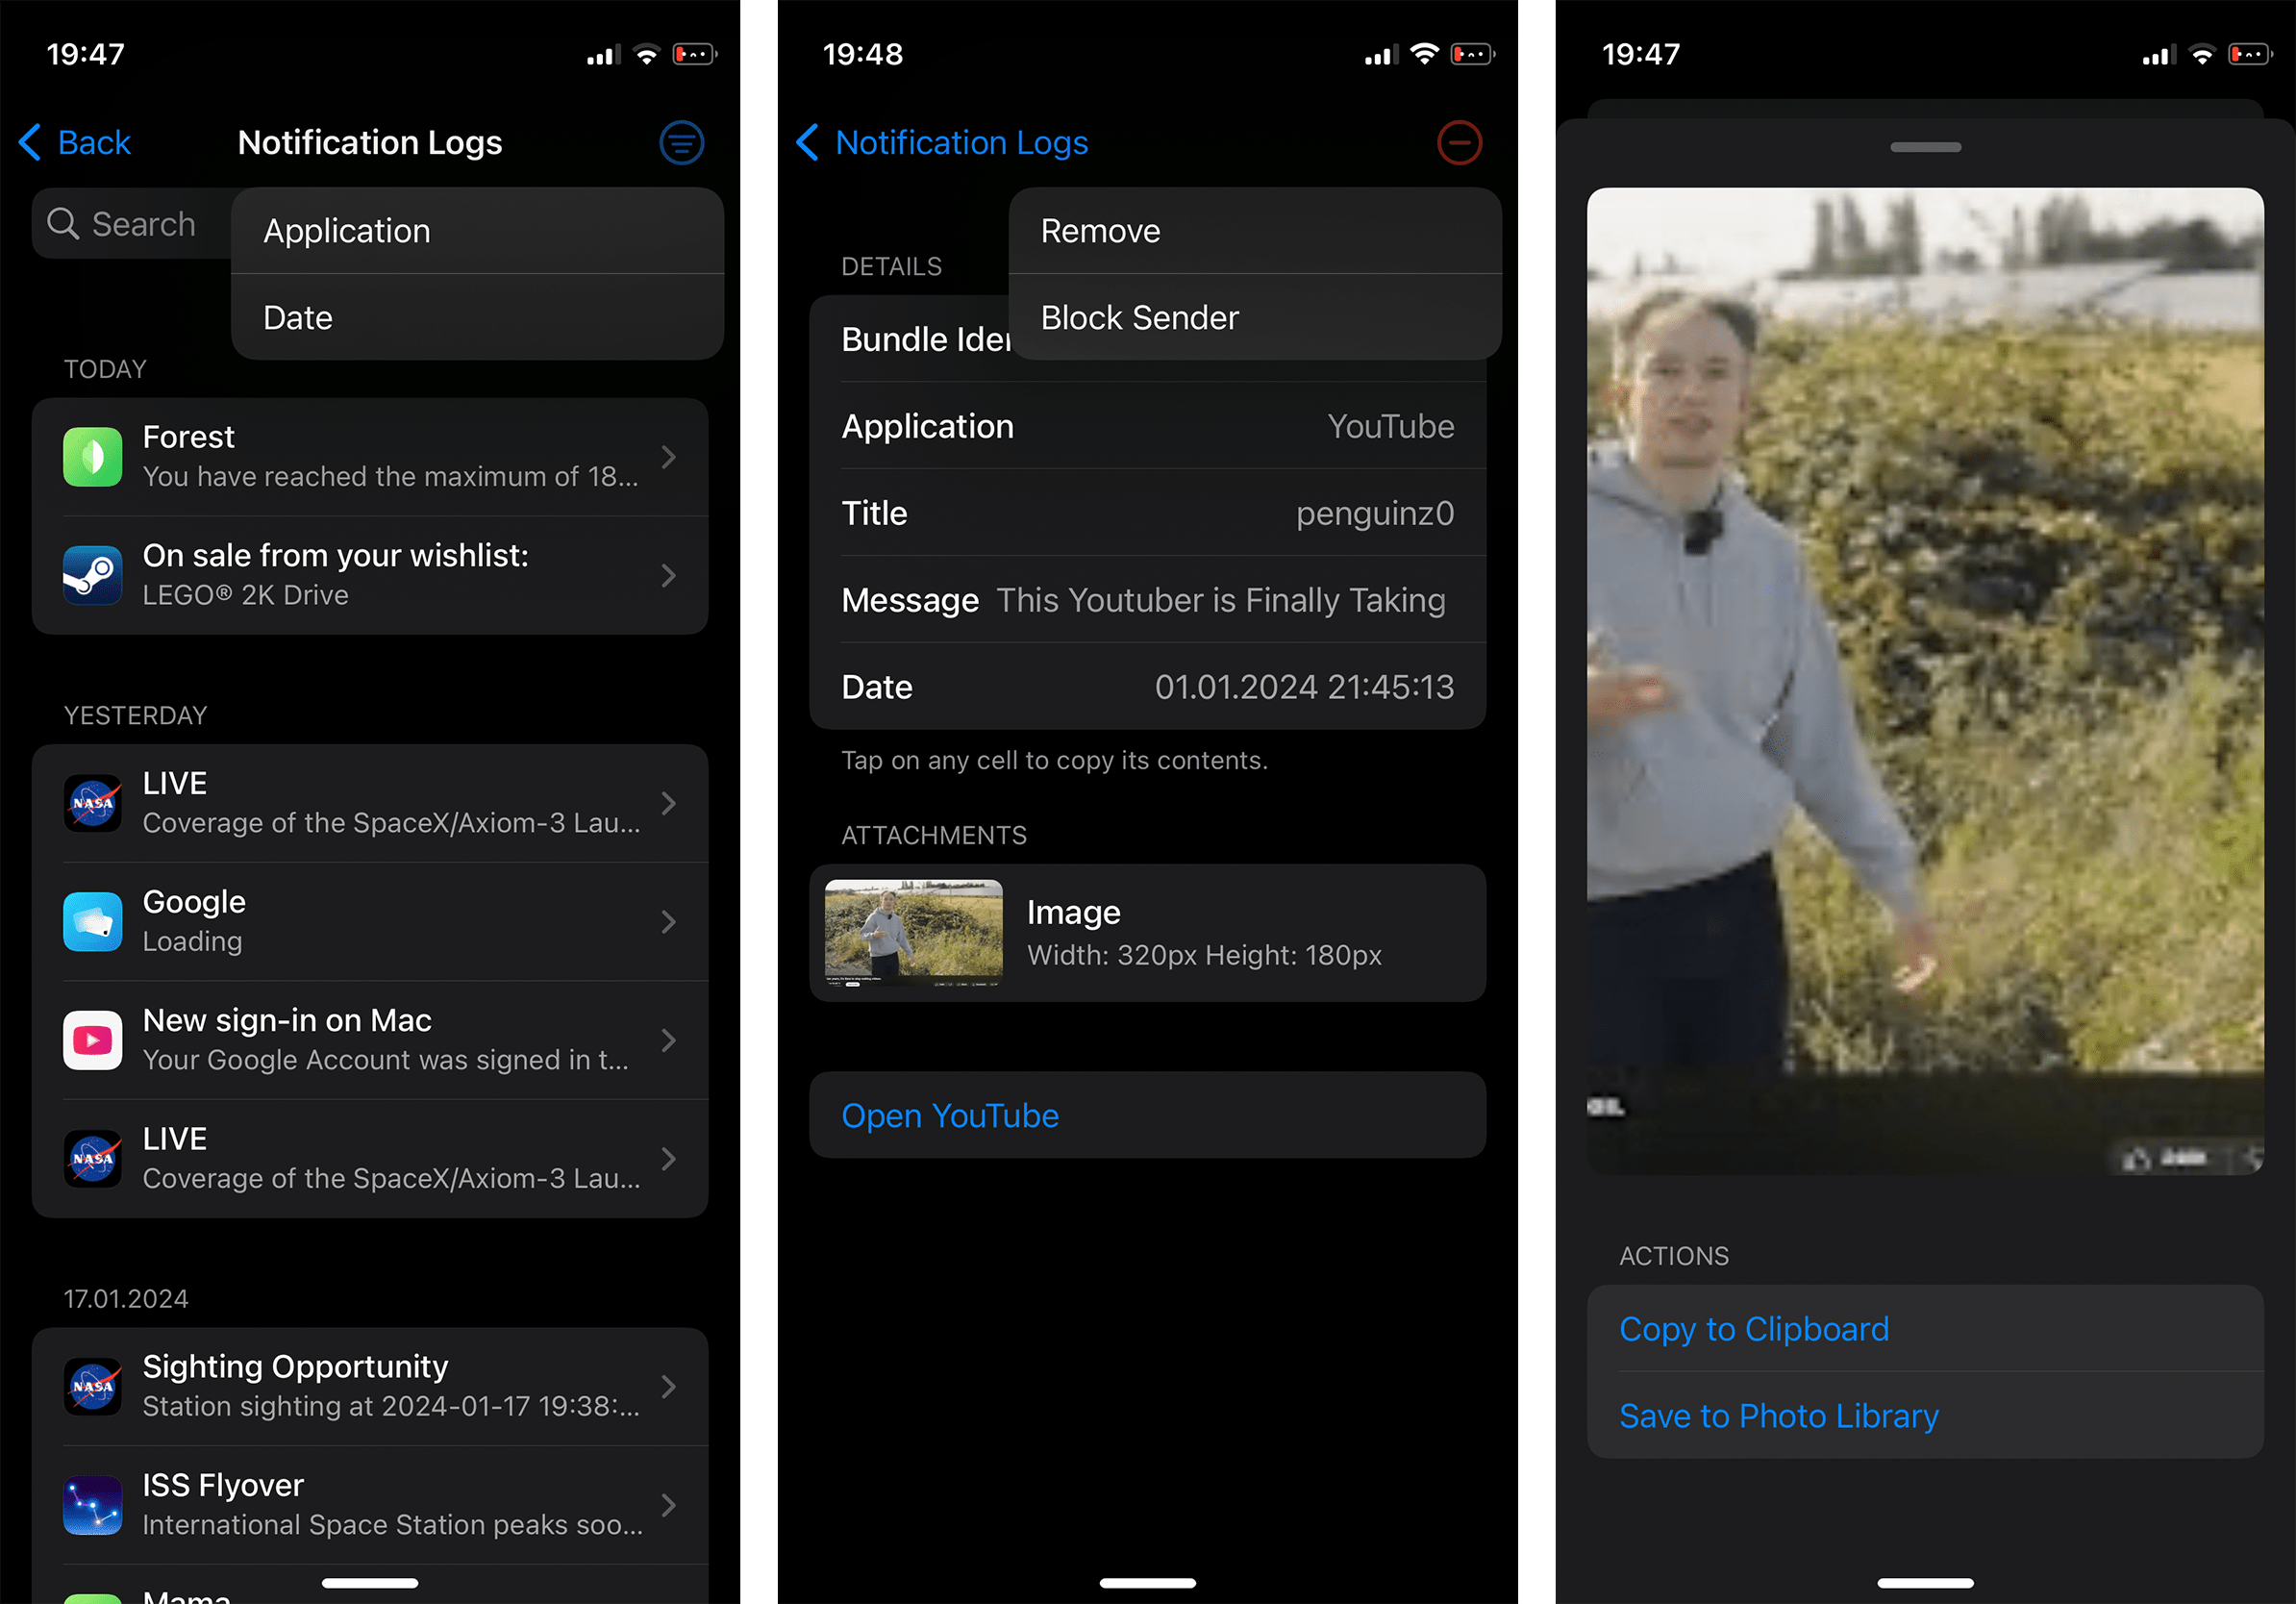 19:47
Back
Notification Logs
Search
Application
Date
TODAY
Forest
You have reached the maximum of 18...
On sale from your wishlist:
LEGO® 2K Drive
YESTERDAY
NASA
LIVE
Coverage of the SpaceX/Axiom-3 Lau...
Google
Loading
New sign-in on Mac
Your Google Account was signed in t...
NASA
LIVE
Coverage of the SpaceX/Axiom-3 Lau...
17.01.2024
NASA
Sighting Opportunity
Station sighting at 2024-01-17 19:38:...
ISS Flyover
International Space Station peaks soo...
Mama
19:48
Notification Logs
Remove
Block Sender
DETAILS
Bundle Iden
Application
YouTube
Title
penguinz0
Message
This Youtuber is Finally Taking
Date
01.01.2024 21:45:13
Tap on any cell to copy its contents.
ATTACHMENTS
Image
Width: 320px Height: 180px
Open YouTube
19:47
ACTIONS
Copy to Clipboard
Save to Photo Library